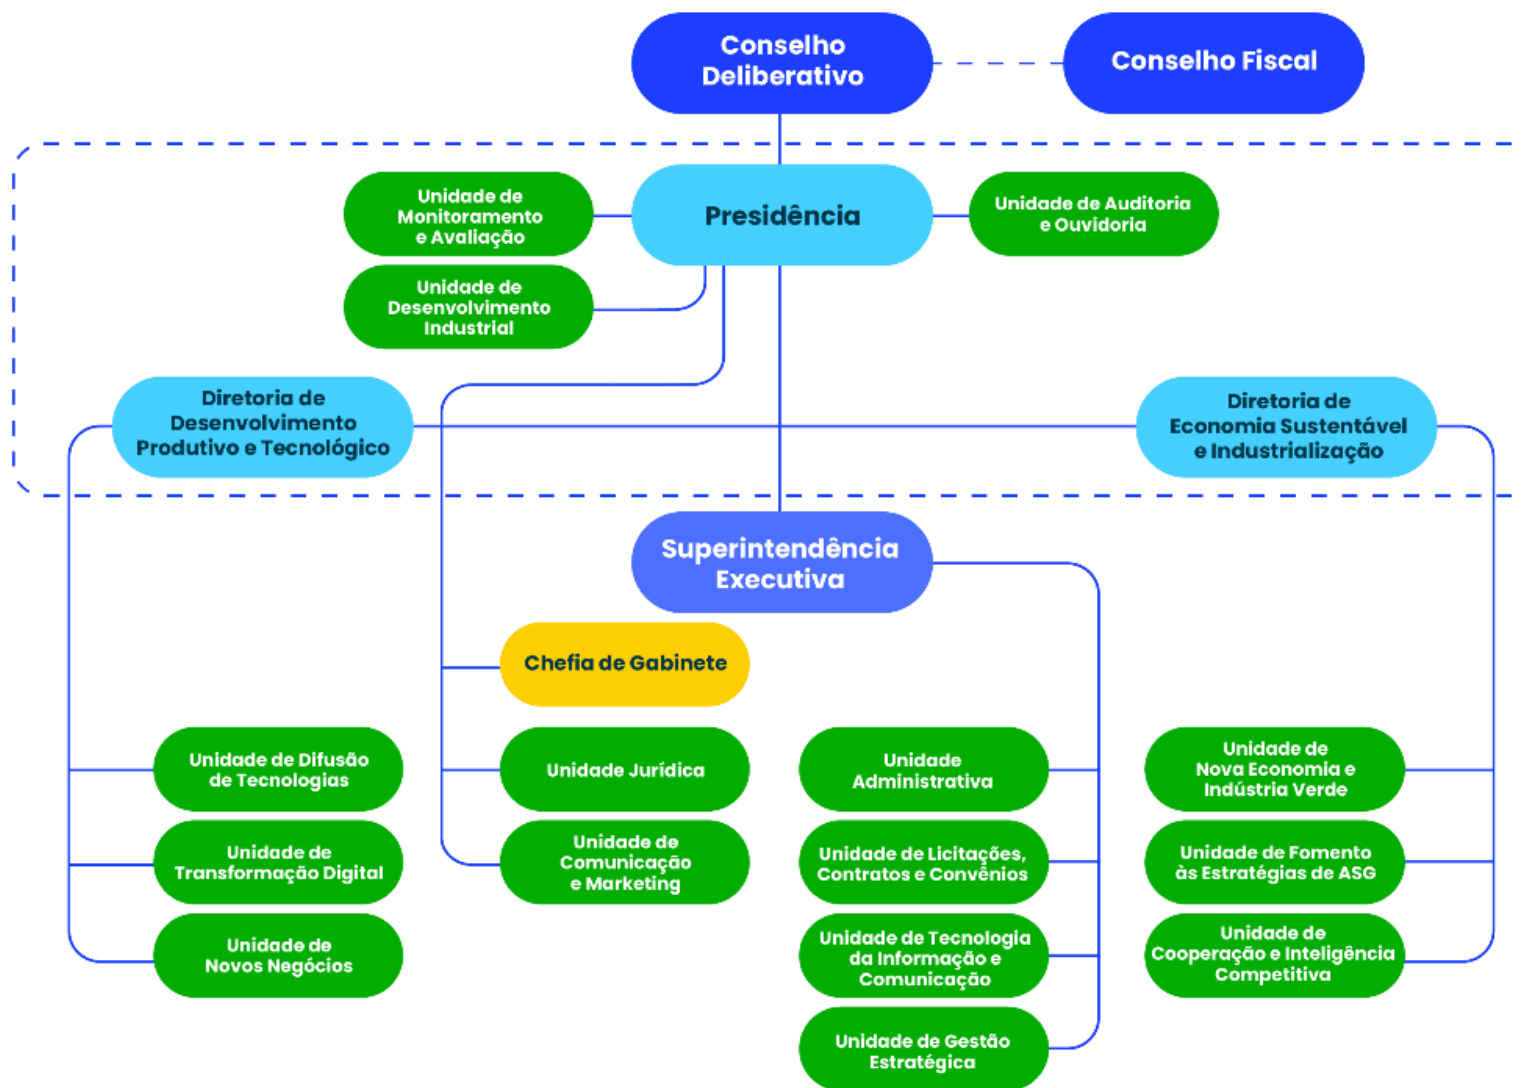 Conselho
Deliberativo
Conselho Fiscal
Unidade de
Monitoramento
e Avaliação
Presidência
Unidade de Auditoria
e Ouvidoria
Unidade de
Desenvolvimento
Industrial
Diretoria de
Desenvolvimento
Produtivo e Tecnológico
Diretoria de
Economia Sustentável
e Industrialização
Superintendência
Executiva
Chefia de Gabinete
Unidade de Difusão
de Tecnologias
Unidade Jurídica
Unidade
Administrativa
Unidade de
Nova Economia e
Indústria Verde
Unidade de
Transformação Digital
Unidade de
Comunicação
e Marketing
Unidade de Licitações,
Contratos e Convênios
Unidade de Fomento
às Estratégias de ASG
Unidade de
Novos Negócios
Unidade de Tecnologia
da Informação e
Comunicação
Unidade de
Cooperação e Inteligência
Competitiva
Unidade de Gestão
Estratégica